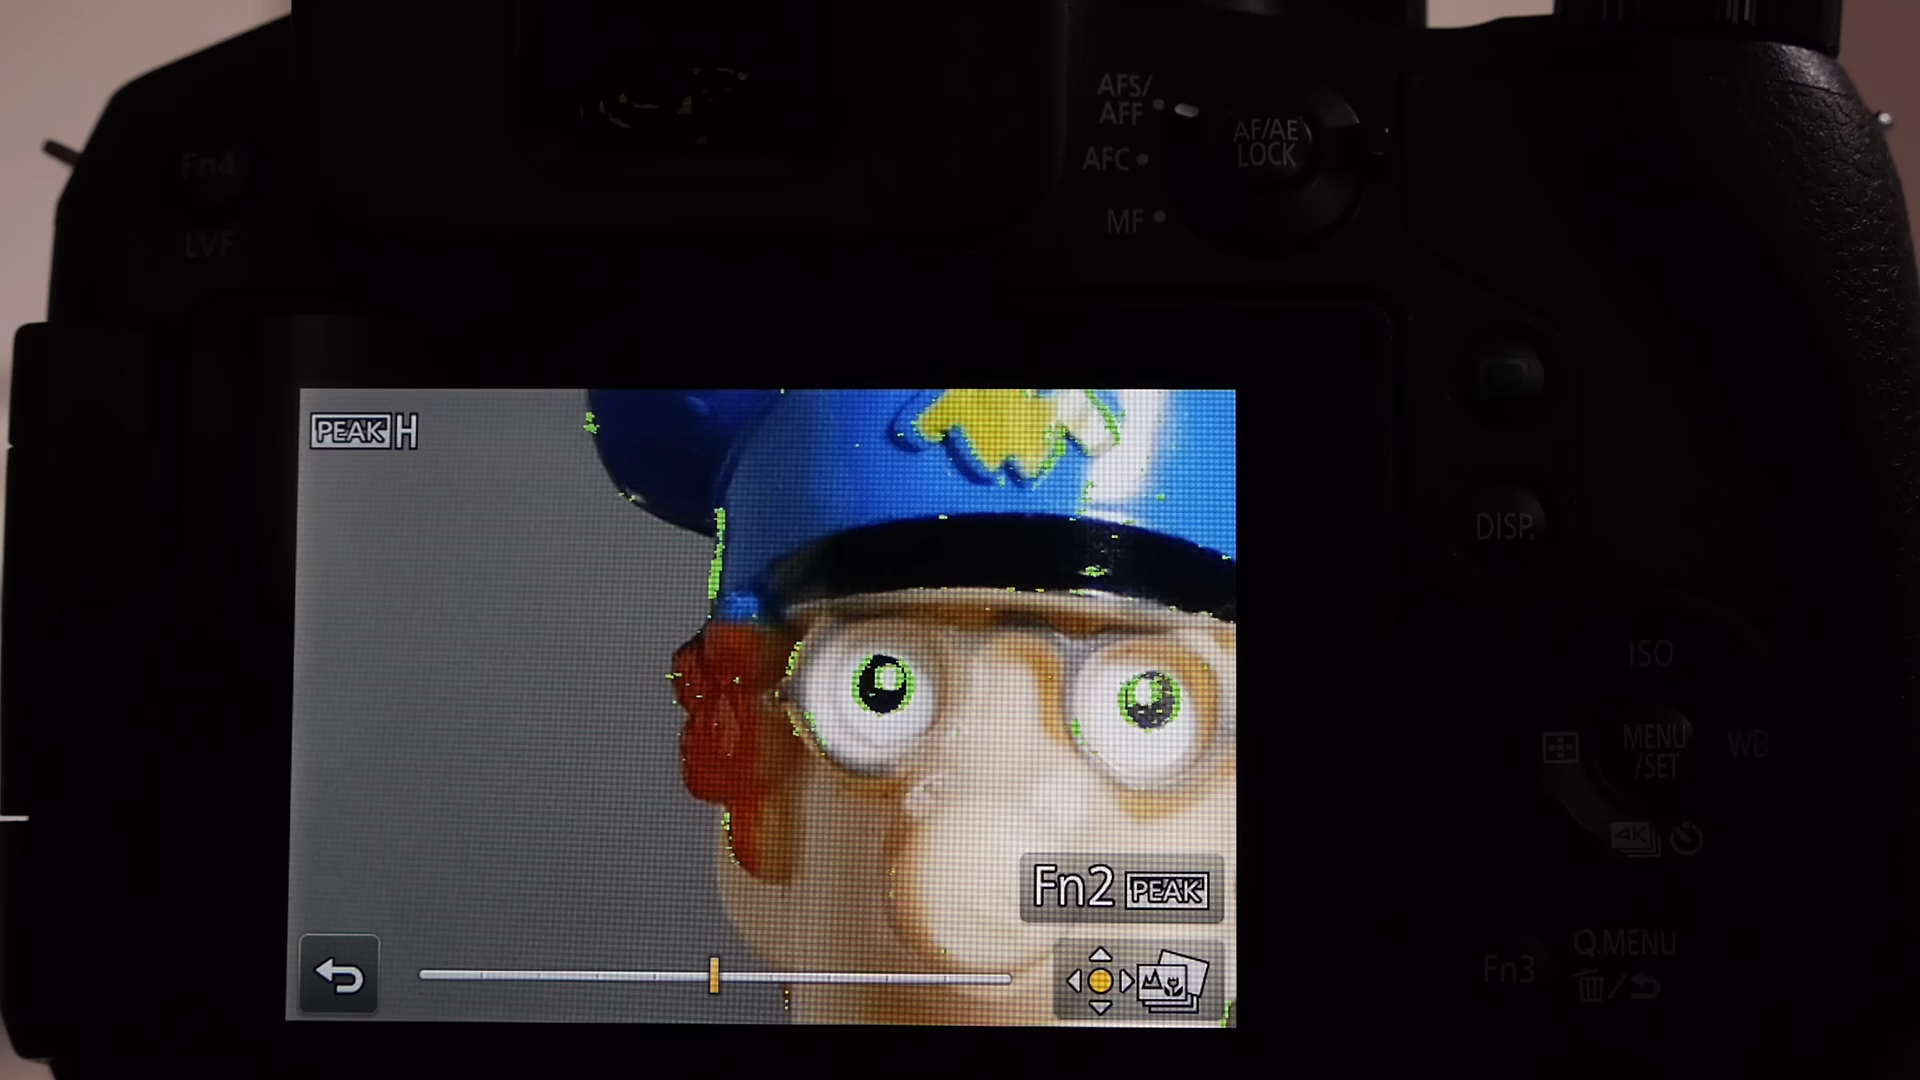 AFS/
AFF
AF/AE
LOCK
AFC
MF
Fn4
LVF
PEAK H
DISP.
ISO
MENU
/SET
WB
4K
Fn2 PEAK
Q.MENU
Fn3